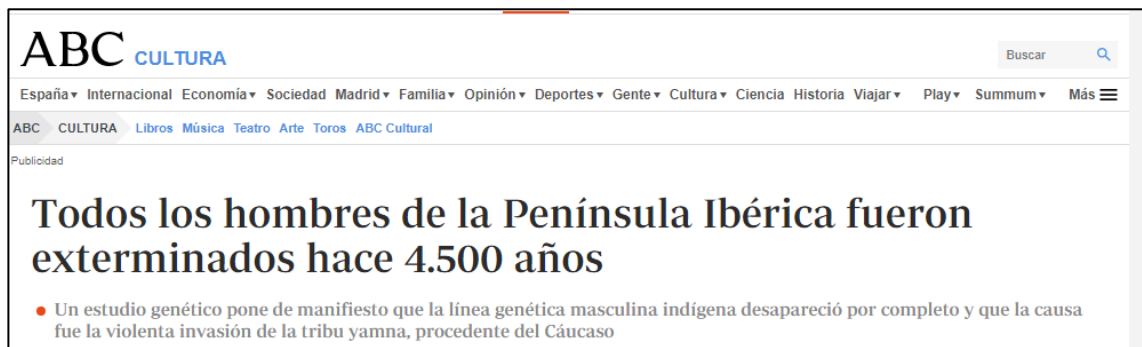 ABC CULTURA
Buscar
España Internacional Economía Sociedad Madrid Familia Opinión Deportes Gente Cultura Ciencia Historia Viajar Play Summum Más
ABC CULTURA Libros Música Teatro Arte Toros ABC Cultural
Publicidad
Todos los hombres de la Península Ibérica fueron
exterminados hace 4.500 años
Un estudio genético pone de manifiesto que la línea genética masculina indígena desapareció por completo y que la causa
fue la violenta invasión de la tribu yamna, procedente del Cáucaso